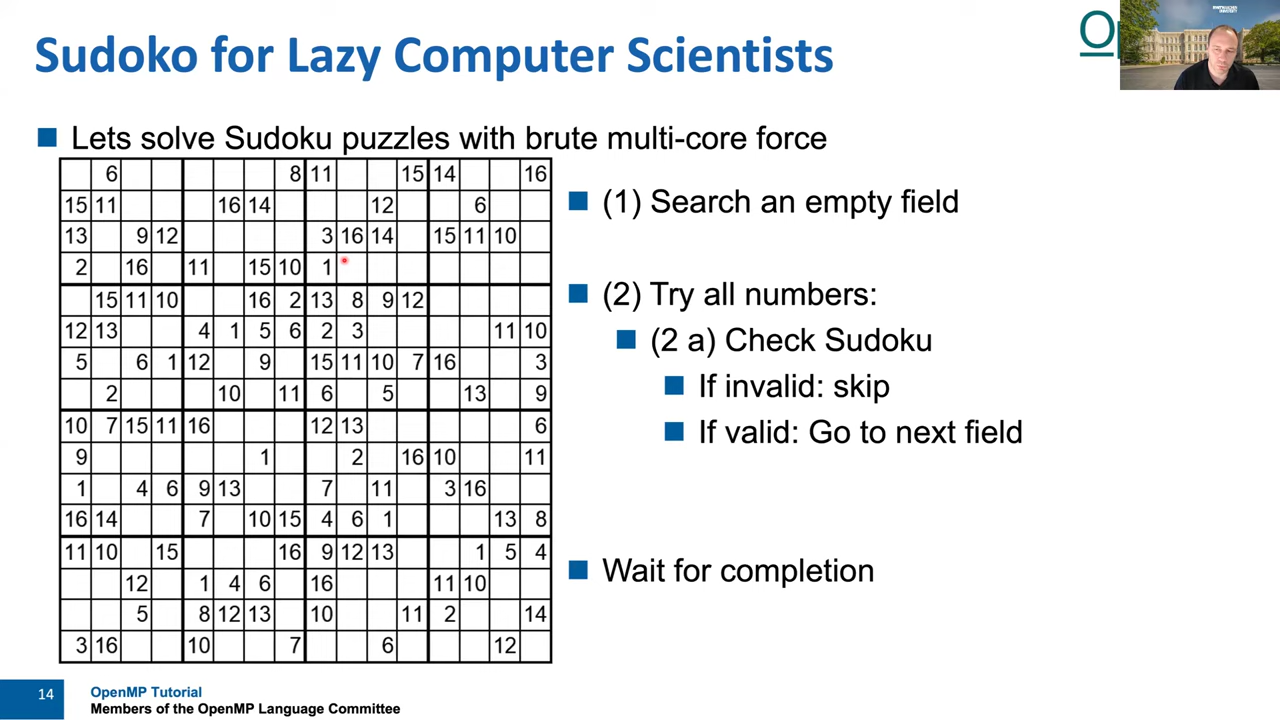 Sudoko for Lazy Computer Scientists
Op
Lets solve Sudoku puzzles with brute multi-core force
6 8 11 15 14 16
15 11 16 14 12 6
13 9 12 3 16 14 15 11 10
2 16 11 15 10 1
15 11 10 16 2 13 8 9 12
12 13 4 1 5 6 2 3 11 10
5 6 1 12 9 15 11 10 7 16 3
2 10 11 6 5 13 9
10 7 15 11 16 12 13 6
9 1 2 16 10 11
1 4 6 9 13 7 11 3 16
16 14 7 10 15 4 6 1 13 8
11 10 15 16 9 12 13 1 5 4
12 1 4 6 16 11 10
5 8 12 13 10 11 2 14
3 16 10 7 6 12
(1) Search an empty field
(2) Try all numbers:
(2 a) Check Sudoku
If invalid: skip
If valid: Go to next field
Wait for completion
14
OpenMP Tutorial
Members of the OpenMP Language Committee